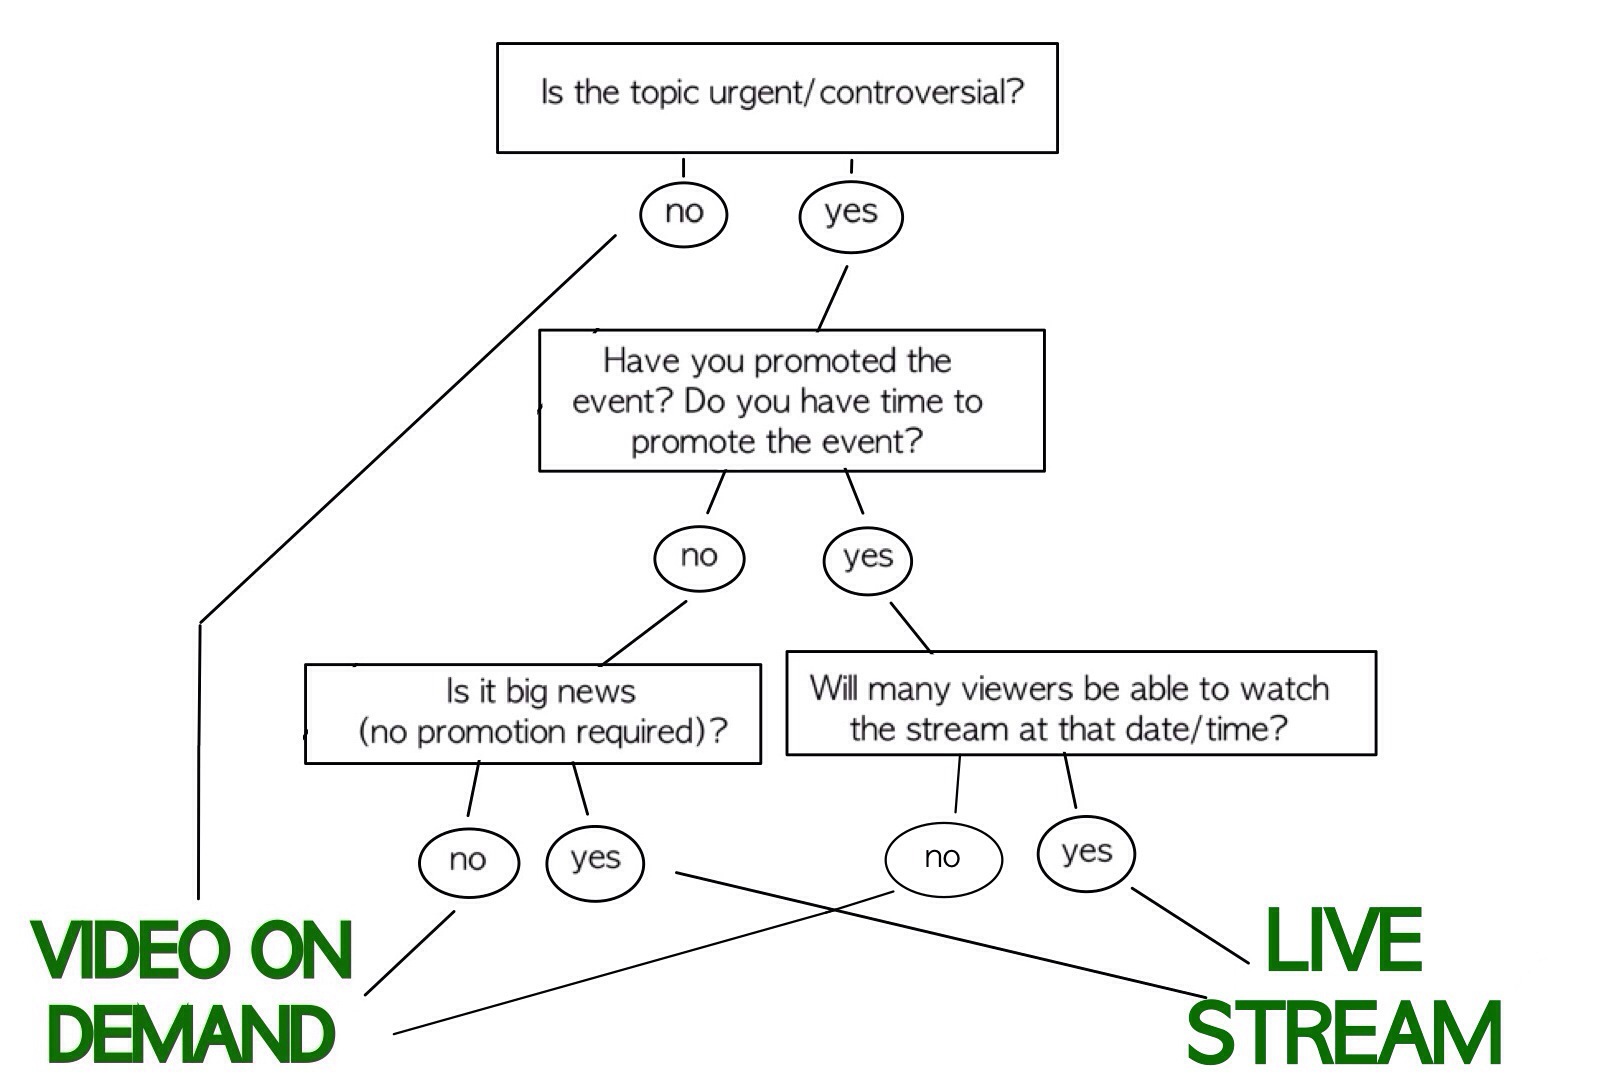 Is the topic urgent/controversial?
no
yes
Have you promoted the
event? Do you have time to
promote the event?
no
yes
Is it big news
(no promotion required)?
Will many viewers be able to watch
the stream at that date/time?
no
yes
no
yes
VIDEO ON
DEMAND
LIVE
STREAM